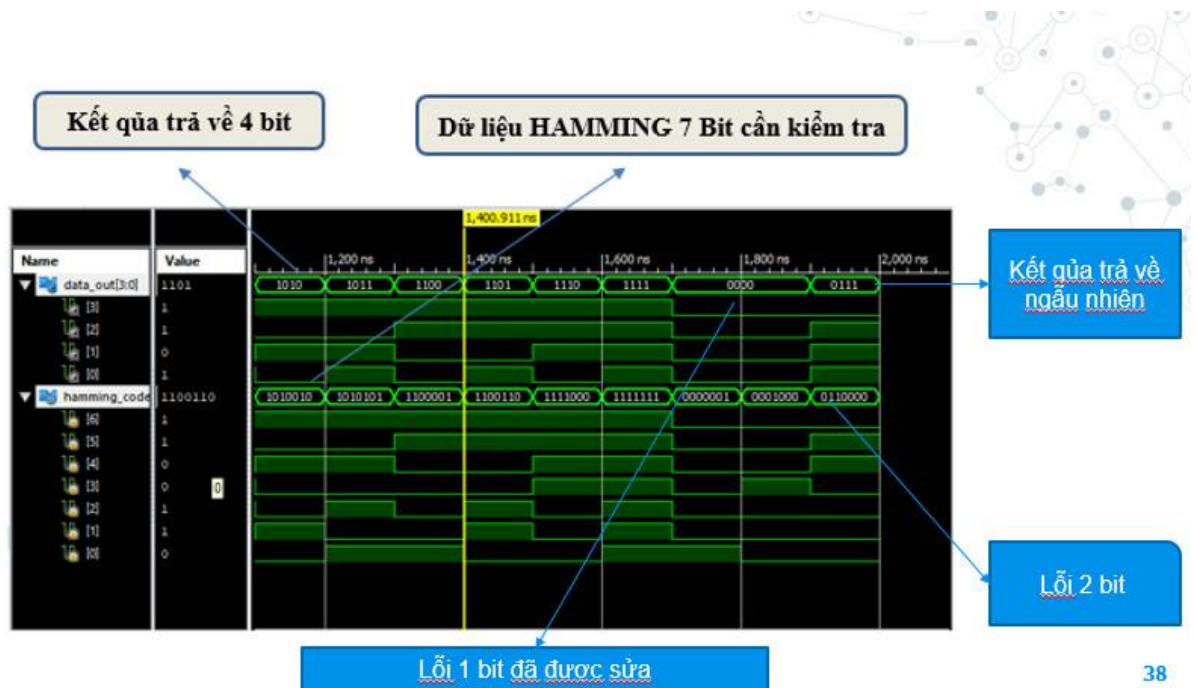 Kết qủa trả về 4 bit
Dữ liệu HAMMING 7 Bit cần kiểm tra
1,400.911 ns
Name Value 1,200 ns 1,400 ns 1,600 ns 1,800 ns 2,000 ns
data_out[3:0] 1101 1010 1011 1100 1101 1110 1111 0000 0111
[3] 1
[2] 1
[1] 0
[0] 1
hamming_code 1100110 1010010 1010101 1100001 1100110 1111000 1111111 0000001 0001000 0110000
[6] 1
[5] 1
[4] 0
[3] 0 0
[2] 1
[1] 1
[0] 0
Kết qủa trả về
ngẫu nhiên
Lỗi 2 bit
Lỗi 1 bit đã được sửa
38